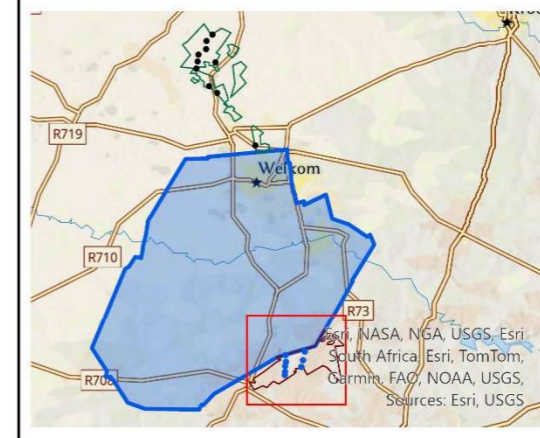 R719
Welkom
R710
R73
Esri, NASA, NGA, USGS, Esri
South Africa, Esri, TomTom,
Garmin, FAO, NOAA, USGS,
Sources: Esri, USGS
R708